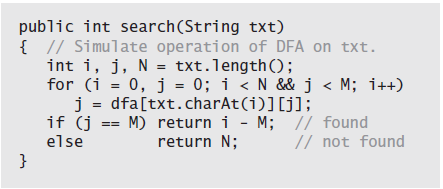 public int search(String txt)
{  // Simulate operation of DFA on txt.
   int i, j, N = txt.length();
   for (i = 0, j = 0; i < N && j < M; i++)
      j = dfa[txt.charAt(i)][j];
   if (j == M) return i - M;  // found
   else        return N;      // not found
}